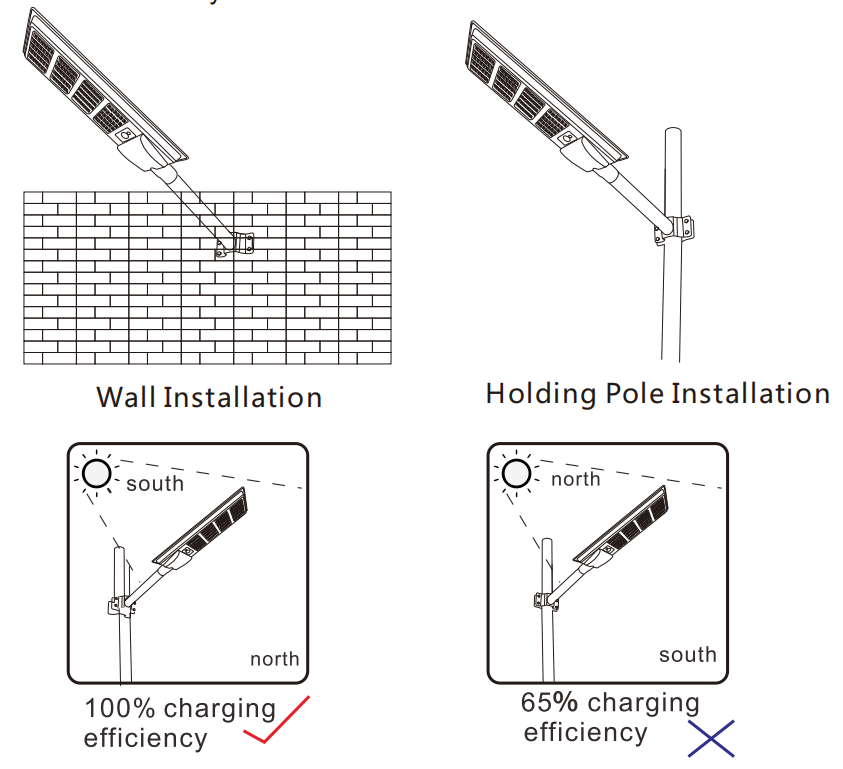 Wall Installation
Holding Pole Installation
south
north
north
south
100% charging
efficiency
65% charging
efficiency